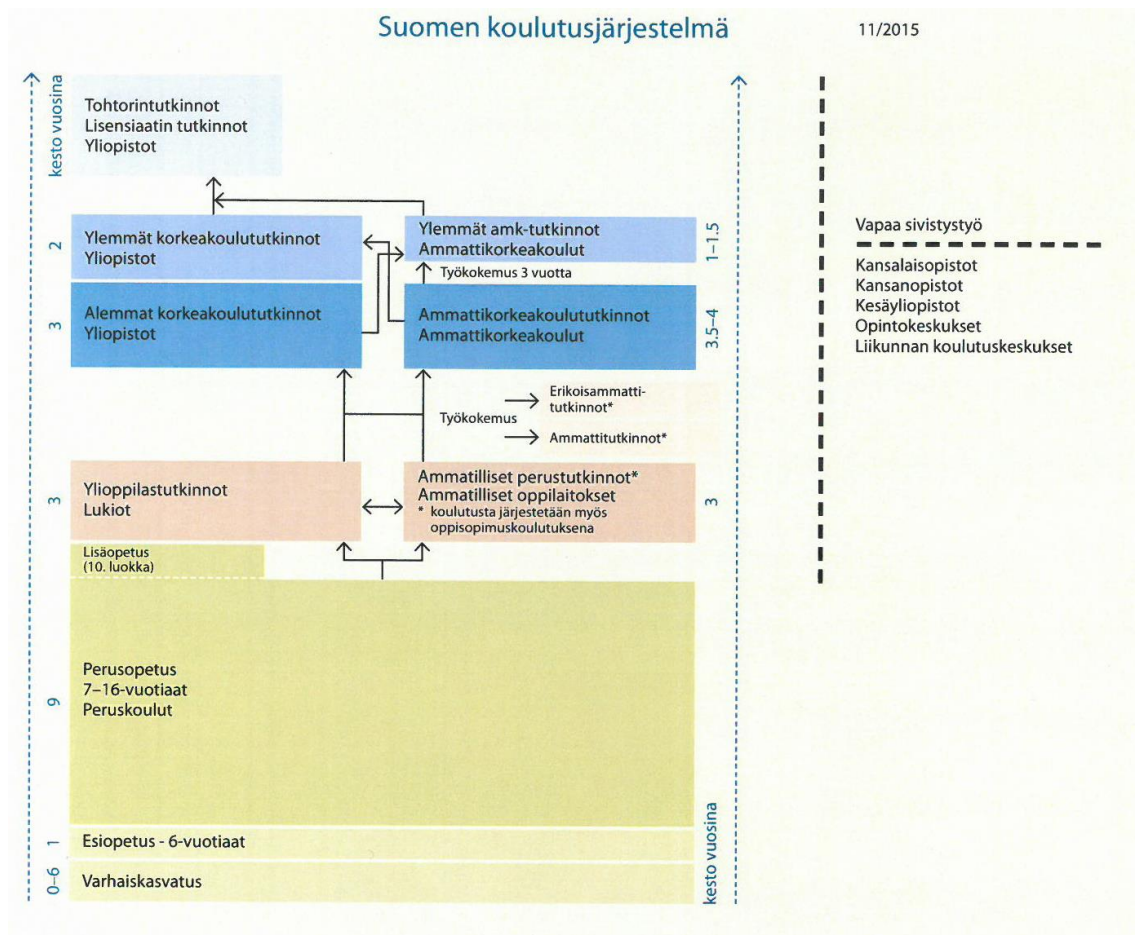 Suomen koulutusjärjestelmä
11/2015
kesto vuosina
Tohtorintutkinnot
Lisensiaatin tutkinnot
Yliopistot
2
Ylemmät korkeakoulututkinnot
Yliopistot
Ylemmät amk-tutkinnot
Ammattikorkeakoulut
1–1.5
Työkokemus 3 vuotta
3
Alemmat korkeakoulututkinnot
Yliopistot
Ammattikorkeakoulututkinnot
Ammattikorkeakoulut
3.5–4
Työkokemus
Erikoisammatti-
tutkinnot*
Ammattitutkinnot*
3
Ylioppilastutkinnot
Lukiot
Ammatilliset perustutkinnot*
Ammatilliset oppilaitokset
* koulutusta järjestetään myös
oppisopimuskoulutuksena
3
Lisäopetus
(10. luokka)
9
Perusopetus
7–16-vuotiaat
Peruskoulut
1
Esiopetus - 6-vuotiaat
0–6
Varhaiskasvatus
kesto vuosina
Vapaa sivistystyö
Kansalaisopistot
Kansanopistot
Kesäyliopistot
Opintokeskukset
Liikunnan koulutuskeskukset